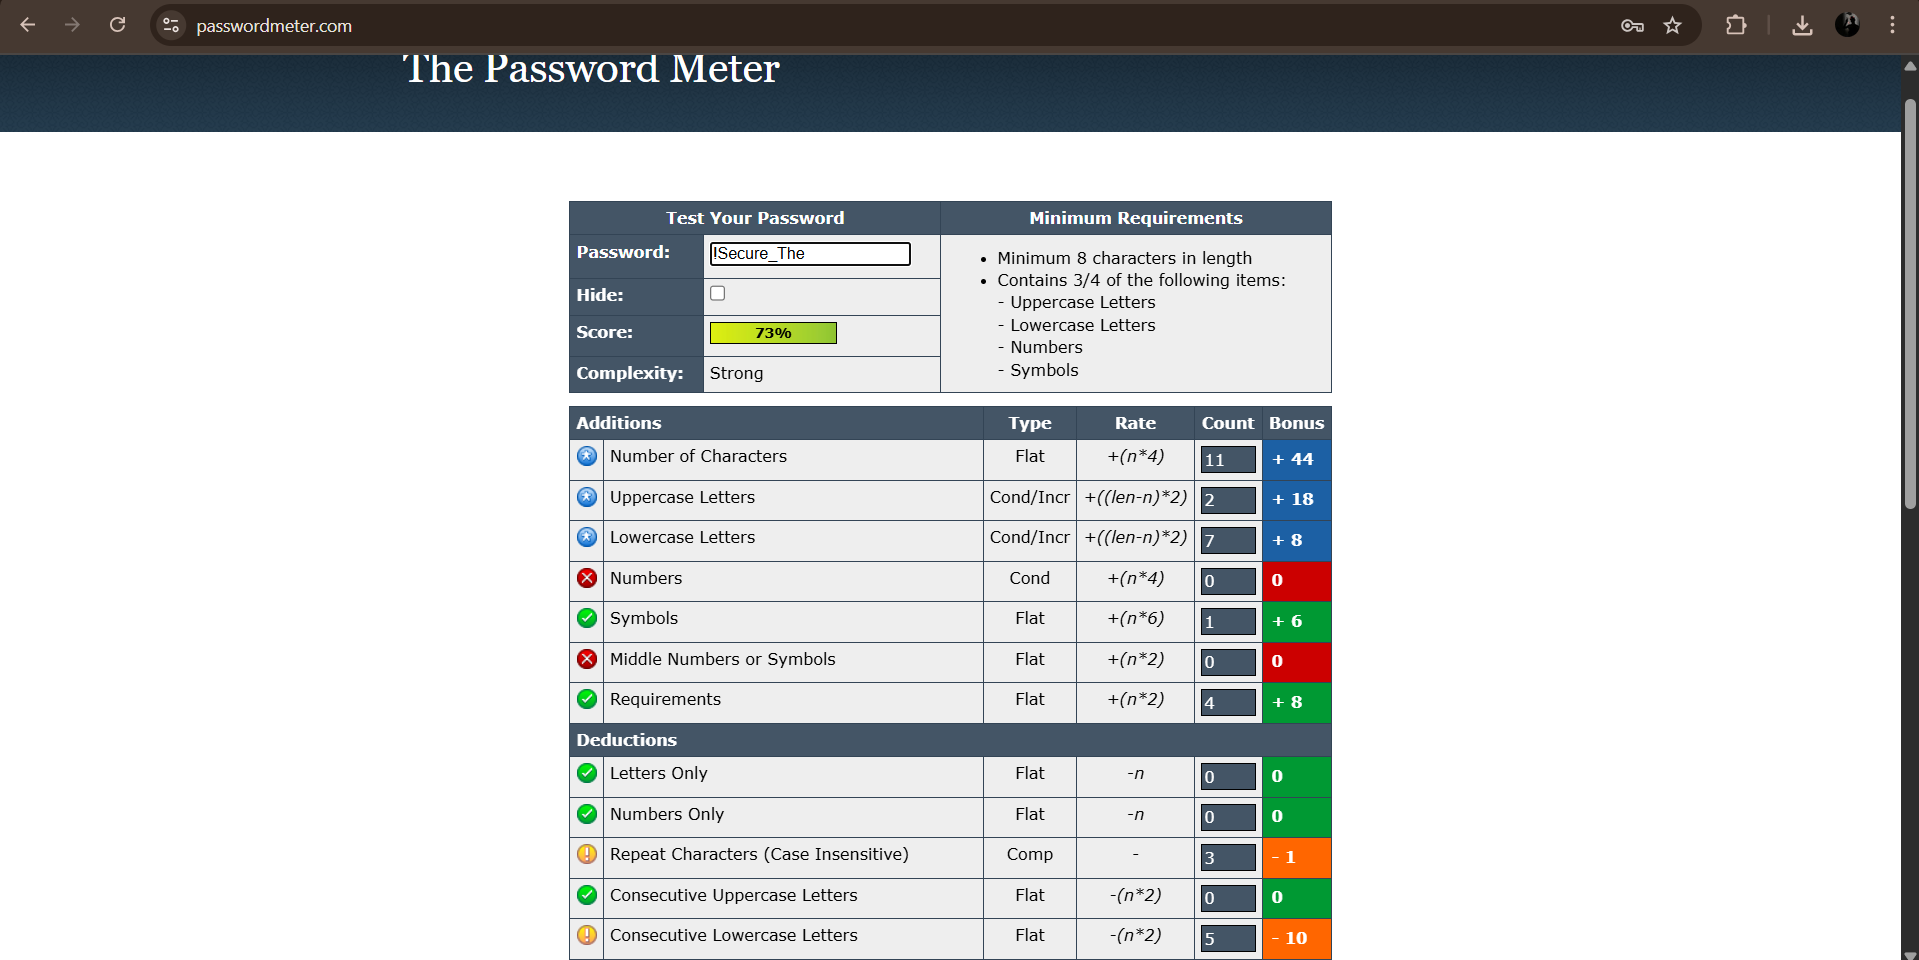 passwordmeter.com
The Password Meter
Test Your Password
Minimum Requirements
Password:
!Secure_The
Hide:
Score:
73%
Complexity:
Strong
• Minimum 8 characters in length
• Contains 3/4 of the following items:
- Uppercase Letters
- Lowercase Letters
- Numbers
- Symbols
Additions Type Rate Count Bonus
Number of Characters Flat +(n*4) 11 + 44
Uppercase Letters Cond/Incr +((len-n)*2) 2 + 18
Lowercase Letters Cond/Incr +((len-n)*2) 7 + 8
Numbers Cond +(n*4) 0 0
Symbols Flat +(n*6) 1 + 6
Middle Numbers or Symbols Flat +(n*2) 0 0
Requirements Flat +(n*2) 4 + 8
Deductions
Letters Only Flat -n 0 0
Numbers Only Flat -n 0 0
Repeat Characters (Case Insensitive) Comp - 3 - 1
Consecutive Uppercase Letters Flat -(n*2) 0 0
Consecutive Lowercase Letters Flat -(n*2) 5 - 10